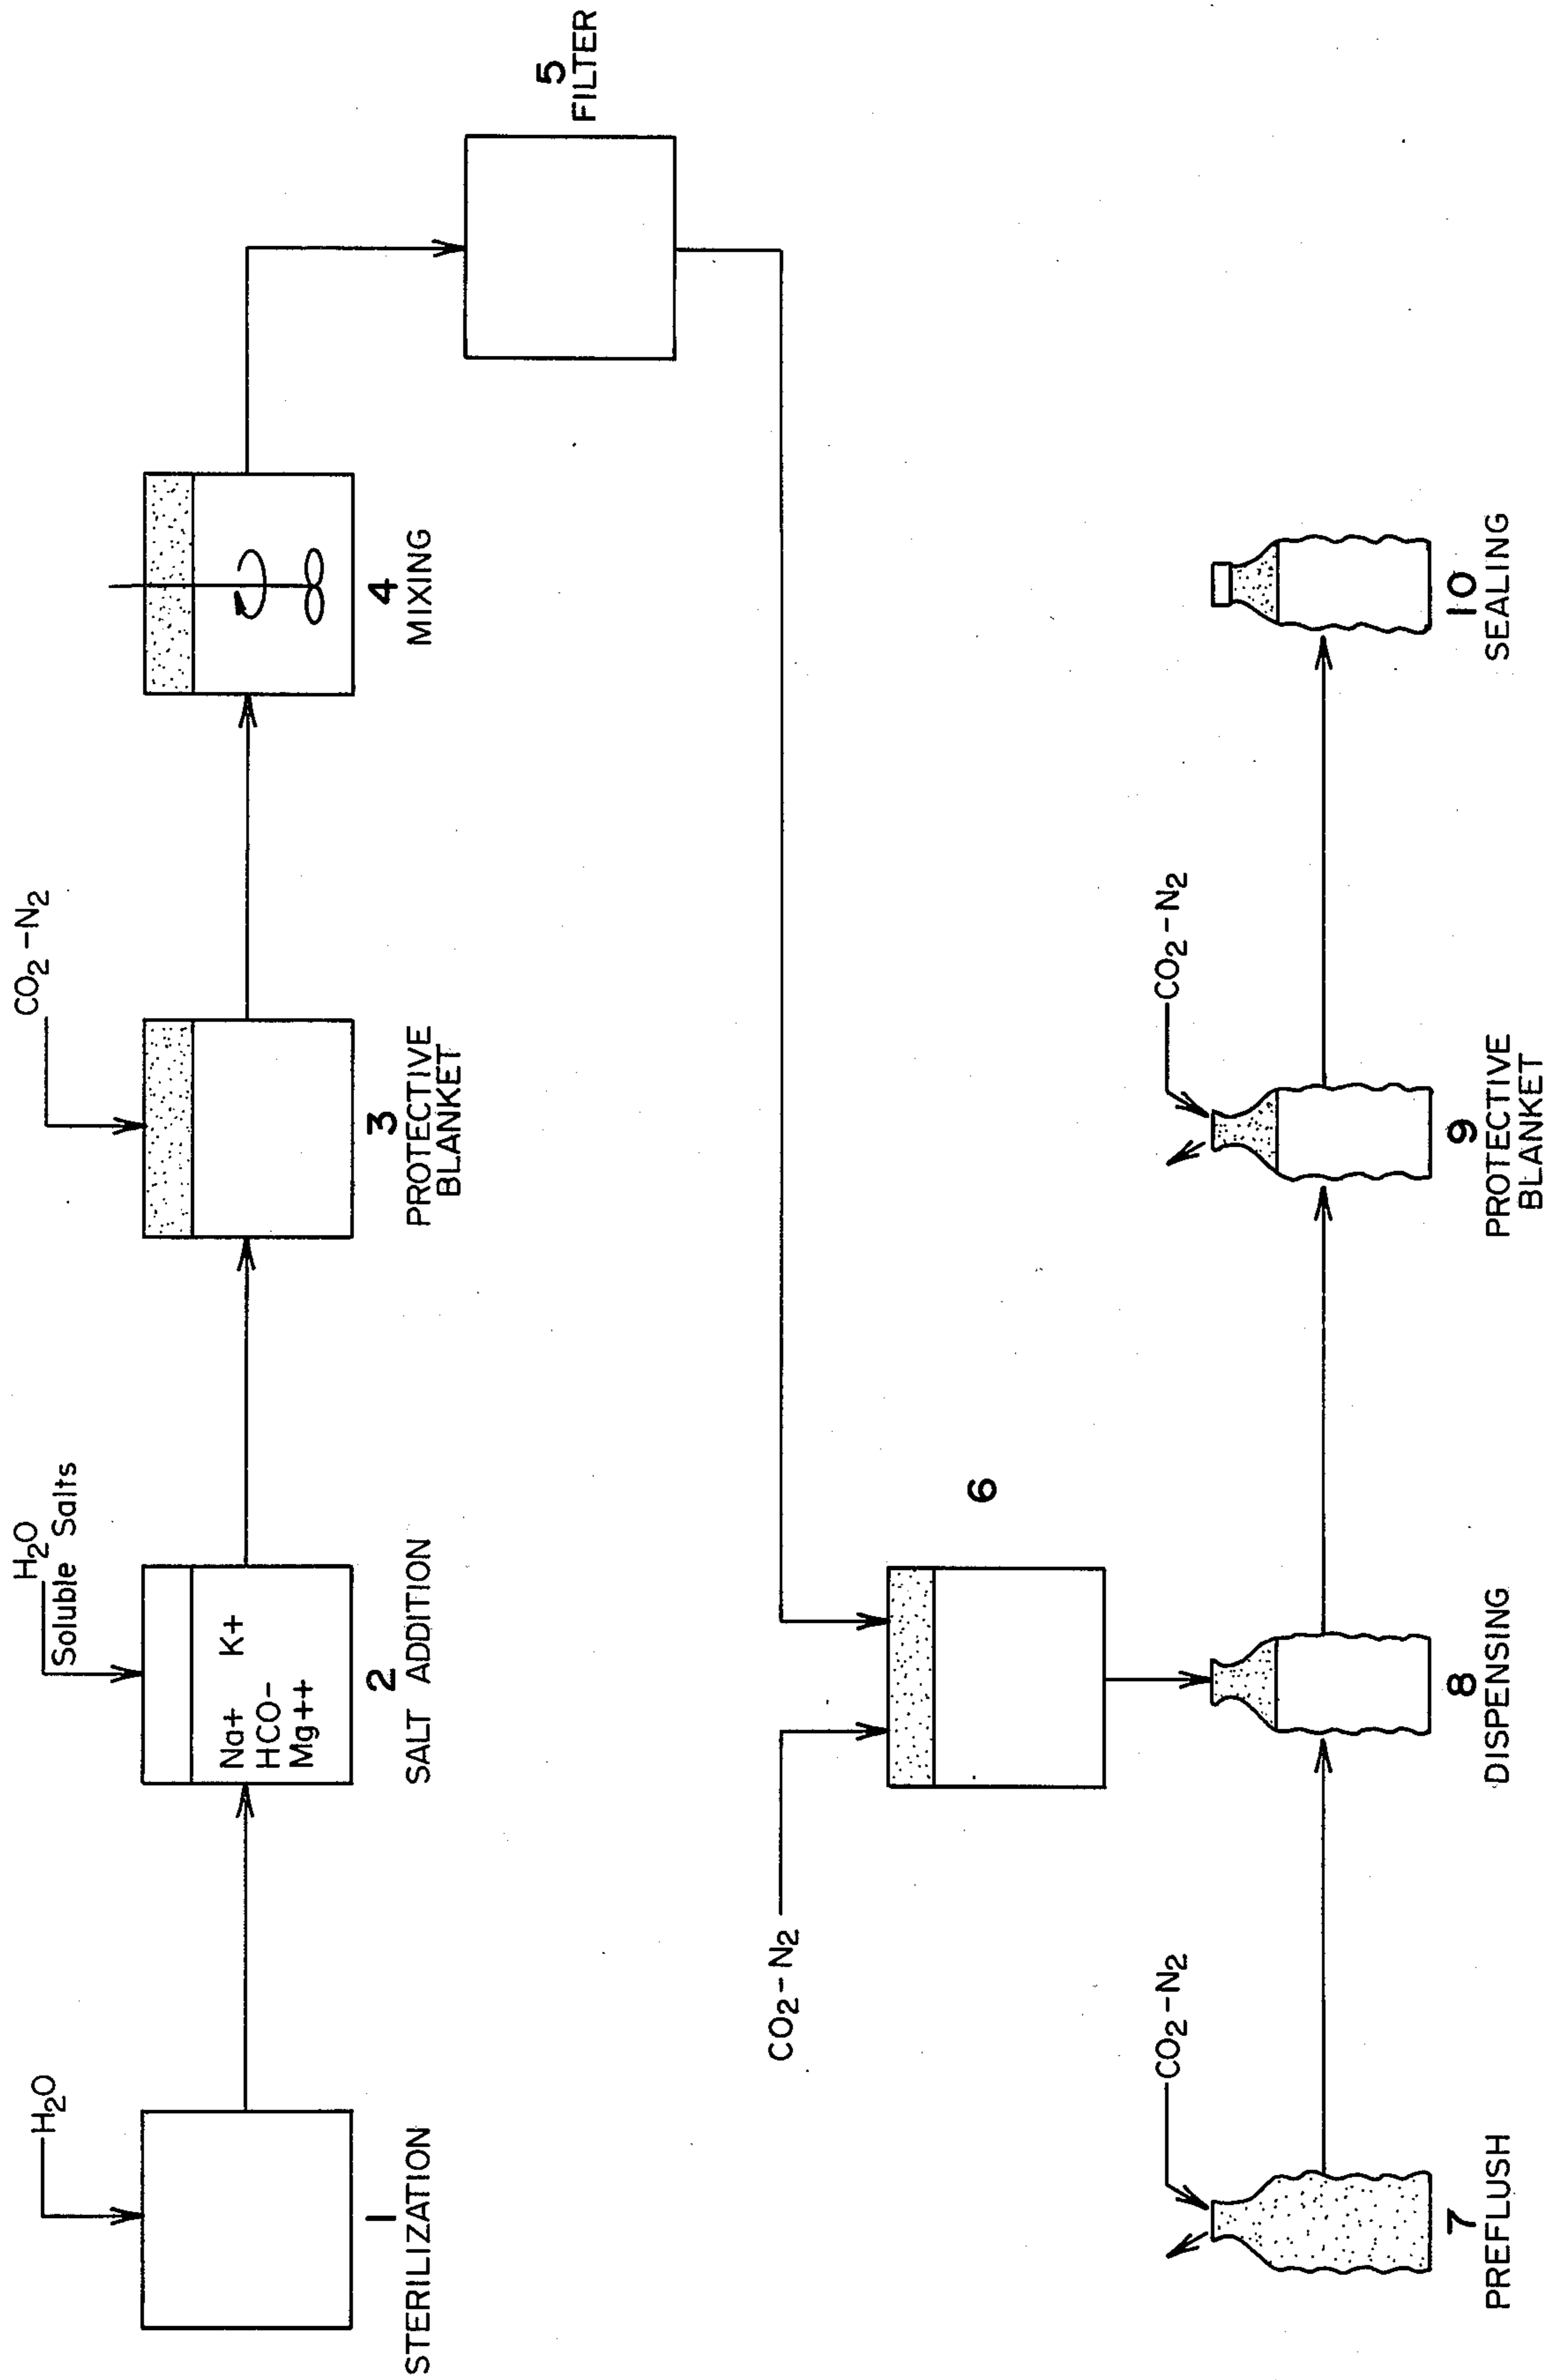 H2O
1
STERILIZATION
H2O
Soluble Salts
Na+ K+
HCO-
Mg++
2
SALT ADDITION
CO2-N2
3
PROTECTIVE
BLANKET
4
MIXING
5
FILTER
CO2-N2
6
CO2-N2
7
PREFLUSH
8
DISPENSING
CO2-N2
9
PROTECTIVE
BLANKET
10
SEALING